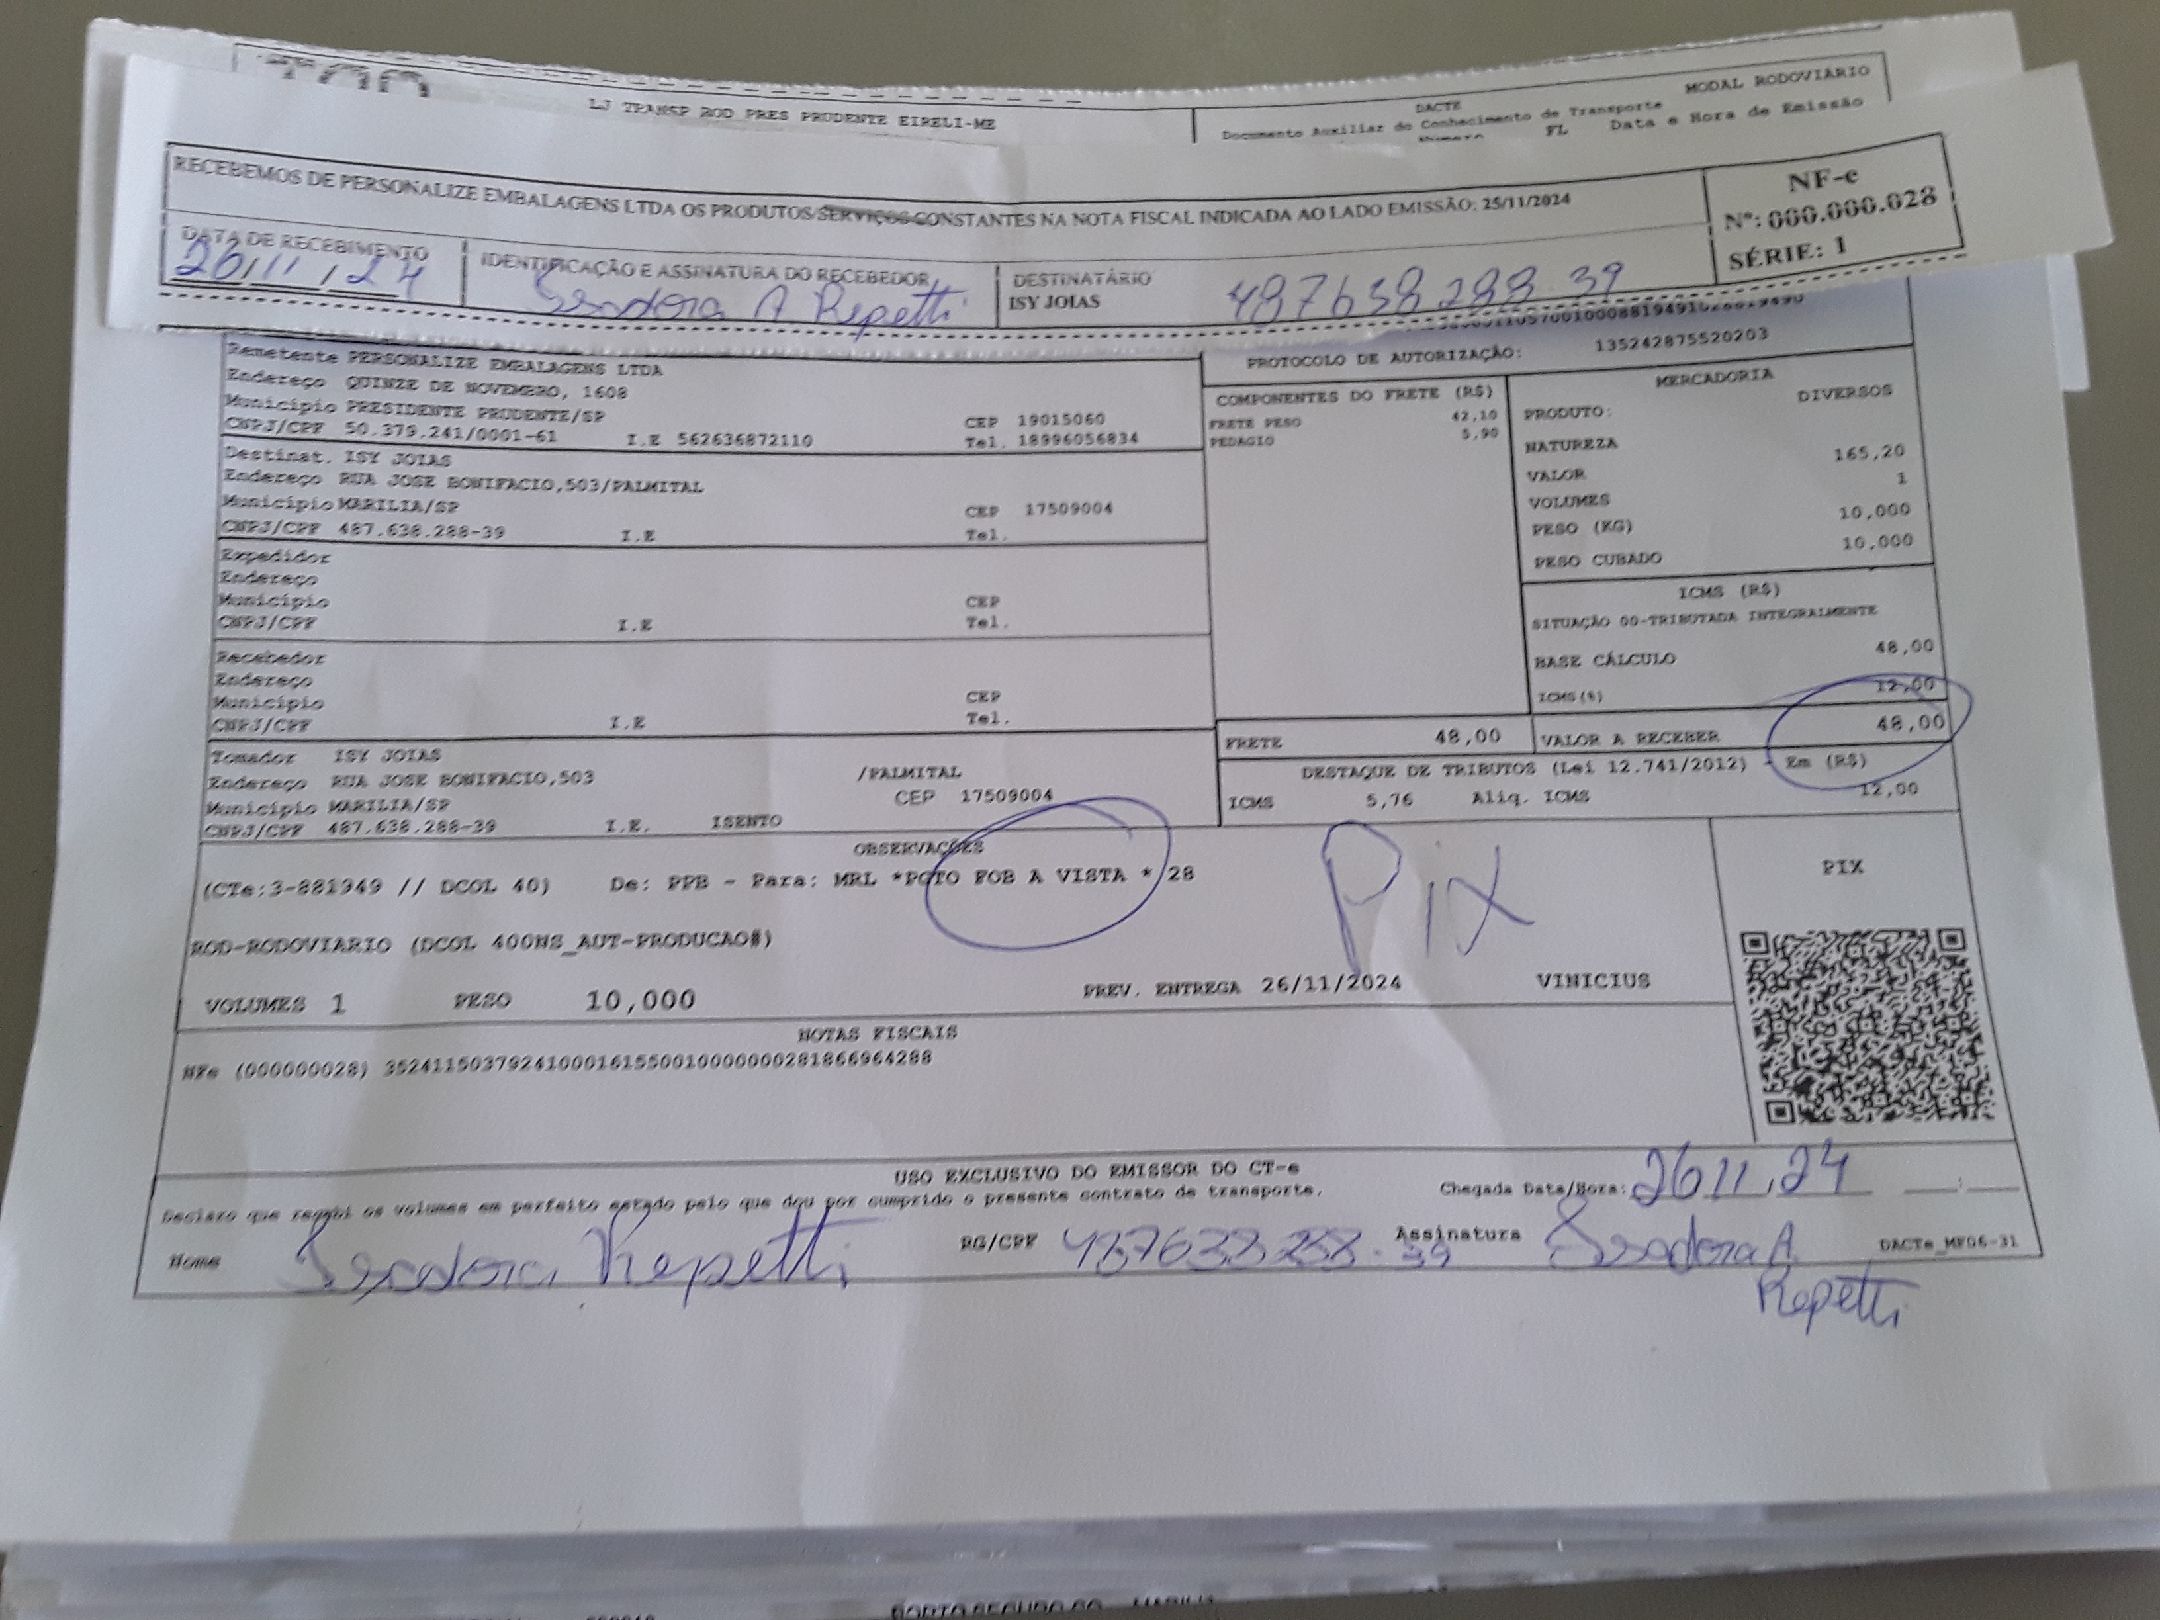 LJ TRANSP ROD PRES PRUDENTE EIRELI-ME
DACTE
MODAL RODOVIARIO
Documento Auxiliar do Conhecimento de Transporte
FL Data e Hora de Emissão
RECEBEMOS DE PERSONALIZE EMBALAGENS LTDA OS PRODUTOS/SERVIÇOS CONSTANTES NA NOTA FISCAL INDICADA AO LADO EMISSÃO: 25/11/2024
NF-e
Nº: 000.000.028
SÉRIE: 1
DATA DE RECEBIMENTO
26/11/24
IDENTIFICAÇÃO E ASSINATURA DO RECEBEDOR
Isadora A Repetti
DESTINATÁRIO
ISY JOIAS
487638288 39
PROTOCOLO DE AUTORIZAÇÃO: 135242875520203
Remetente PERSONALIZE EMBALAGENS LTDA
Endereço QUINZE DE NOVEMBRO, 1608
Município PRESIDENTE PRUDENTE/SP CEP 19015060
CNPJ/CPF 50.379.241/0001-61 I.E 562636872110 Tel. 18996056834
Destinat. ISY JOIAS
Endereço RUA JOSE BONIFACIO,503/PALMITAL
Município MARILIA/SP CEP 17509004
CNPJ/CPF 487.638.288-39 I.E Tel.
Expedidor
Endereço
Município CEP
CNPJ/CPF I.E Tel.
Recebedor
Endereço
Município CEP
CNPJ/CPF I.E Tel.
Tomador ISY JOIAS
Endereço RUA JOSE BONIFACIO,503 /PALMITAL
Município MARILIA/SP CEP 17509004
CNPJ/CPF 487.638.288-39 I.E. ISENTO
COMPONENTES DO FRETE (R$)
FRETE PESO 42,10
PEDAGIO 5,90
MERCADORIA
PRODUTO: DIVERSOS
NATUREZA
VALOR 165,20
VOLUMES 1
PESO (KG) 10,000
PESO CUBADO 10,000
ICMS (R$)
SITUAÇÃO 00-TRIBUTADA INTEGRALMENTE
BASE CÁLCULO 48,00
ICMS(%) 12,00
FRETE 48,00 VALOR A RECEBER 48,00
DESTAQUE DE TRIBUTOS (Lei 12.741/2012) - Em (R$)
ICMS 5,76 Aliq. ICMS 12,00
OBSERVAÇÕES
(CTe:3-881949 // DCOL 40) De: PPB - Para: MRL *PGTO FOB A VISTA * 28
Pix
PIX
ROD-RODOVIARIO (DCOL 400NS_AUT-PRODUCAO#)
VOLUMES 1 PESO 10,000 PREV. ENTREGA 26/11/2024 VINICIUS
NOTAS FISCAIS
NFe (000000028) 35241150379241000161550010000000281866964288
USO EXCLUSIVO DO EMISSOR DO CT-e
Declaro que recebi os volumes em perfeito estado pelo que dou por cumprido o presente contrato de transporte.
Chegada Data/Hora: 26 11, 24
Nome Isadora Repetti RG/CPF 487638288-39 Assinatura Isadora A. Repetti
DACTe_MF06-31